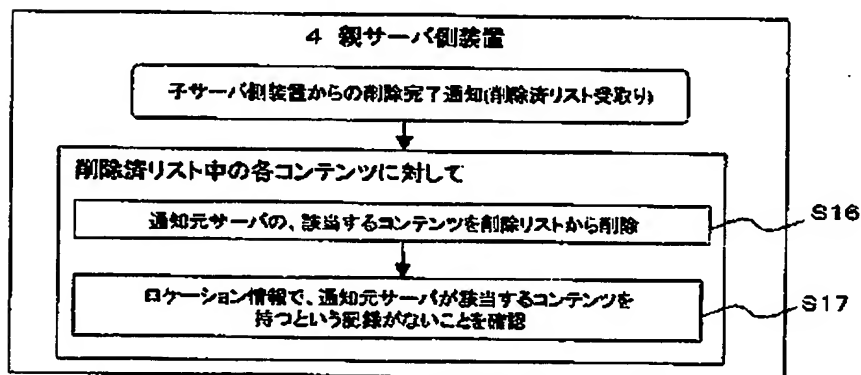 4 親サーバ側装置
子サーバ側装置からの削除完了通知(削除済リスト受取り)
削除済リスト中の各コンテンツに対して
通知元サーバの、該当するコンテンツを削除リストから削除
S16
ロケーション情報で、通知元サーバが該当するコンテンツを
持つという記録がないことを確認
S17